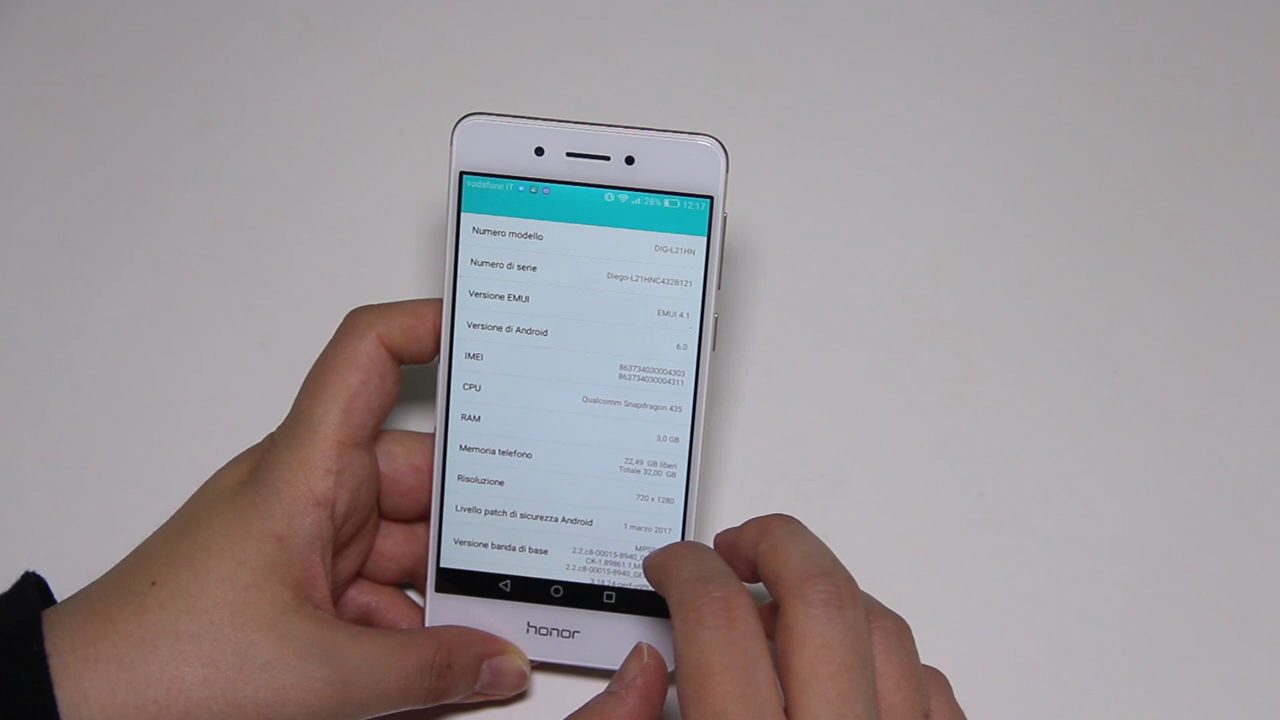 vodafone IT 28% 12:17
Numero modello DIG-L21HN
Numero di serie Diego-L21HNC432B121
Versione EMUI EMUI 4.1
Versione di Android 6.0
IMEI 863734030004303
863734030004311
CPU Qualcomm Snapdragon 435
RAM 3,0 GB
Memoria telefono 22,49 GB liberi
Totale 32,00 GB
Risoluzione 720 x 1280
Livello patch di sicurezza Android 1 marzo 2017
Versione banda di base
honor